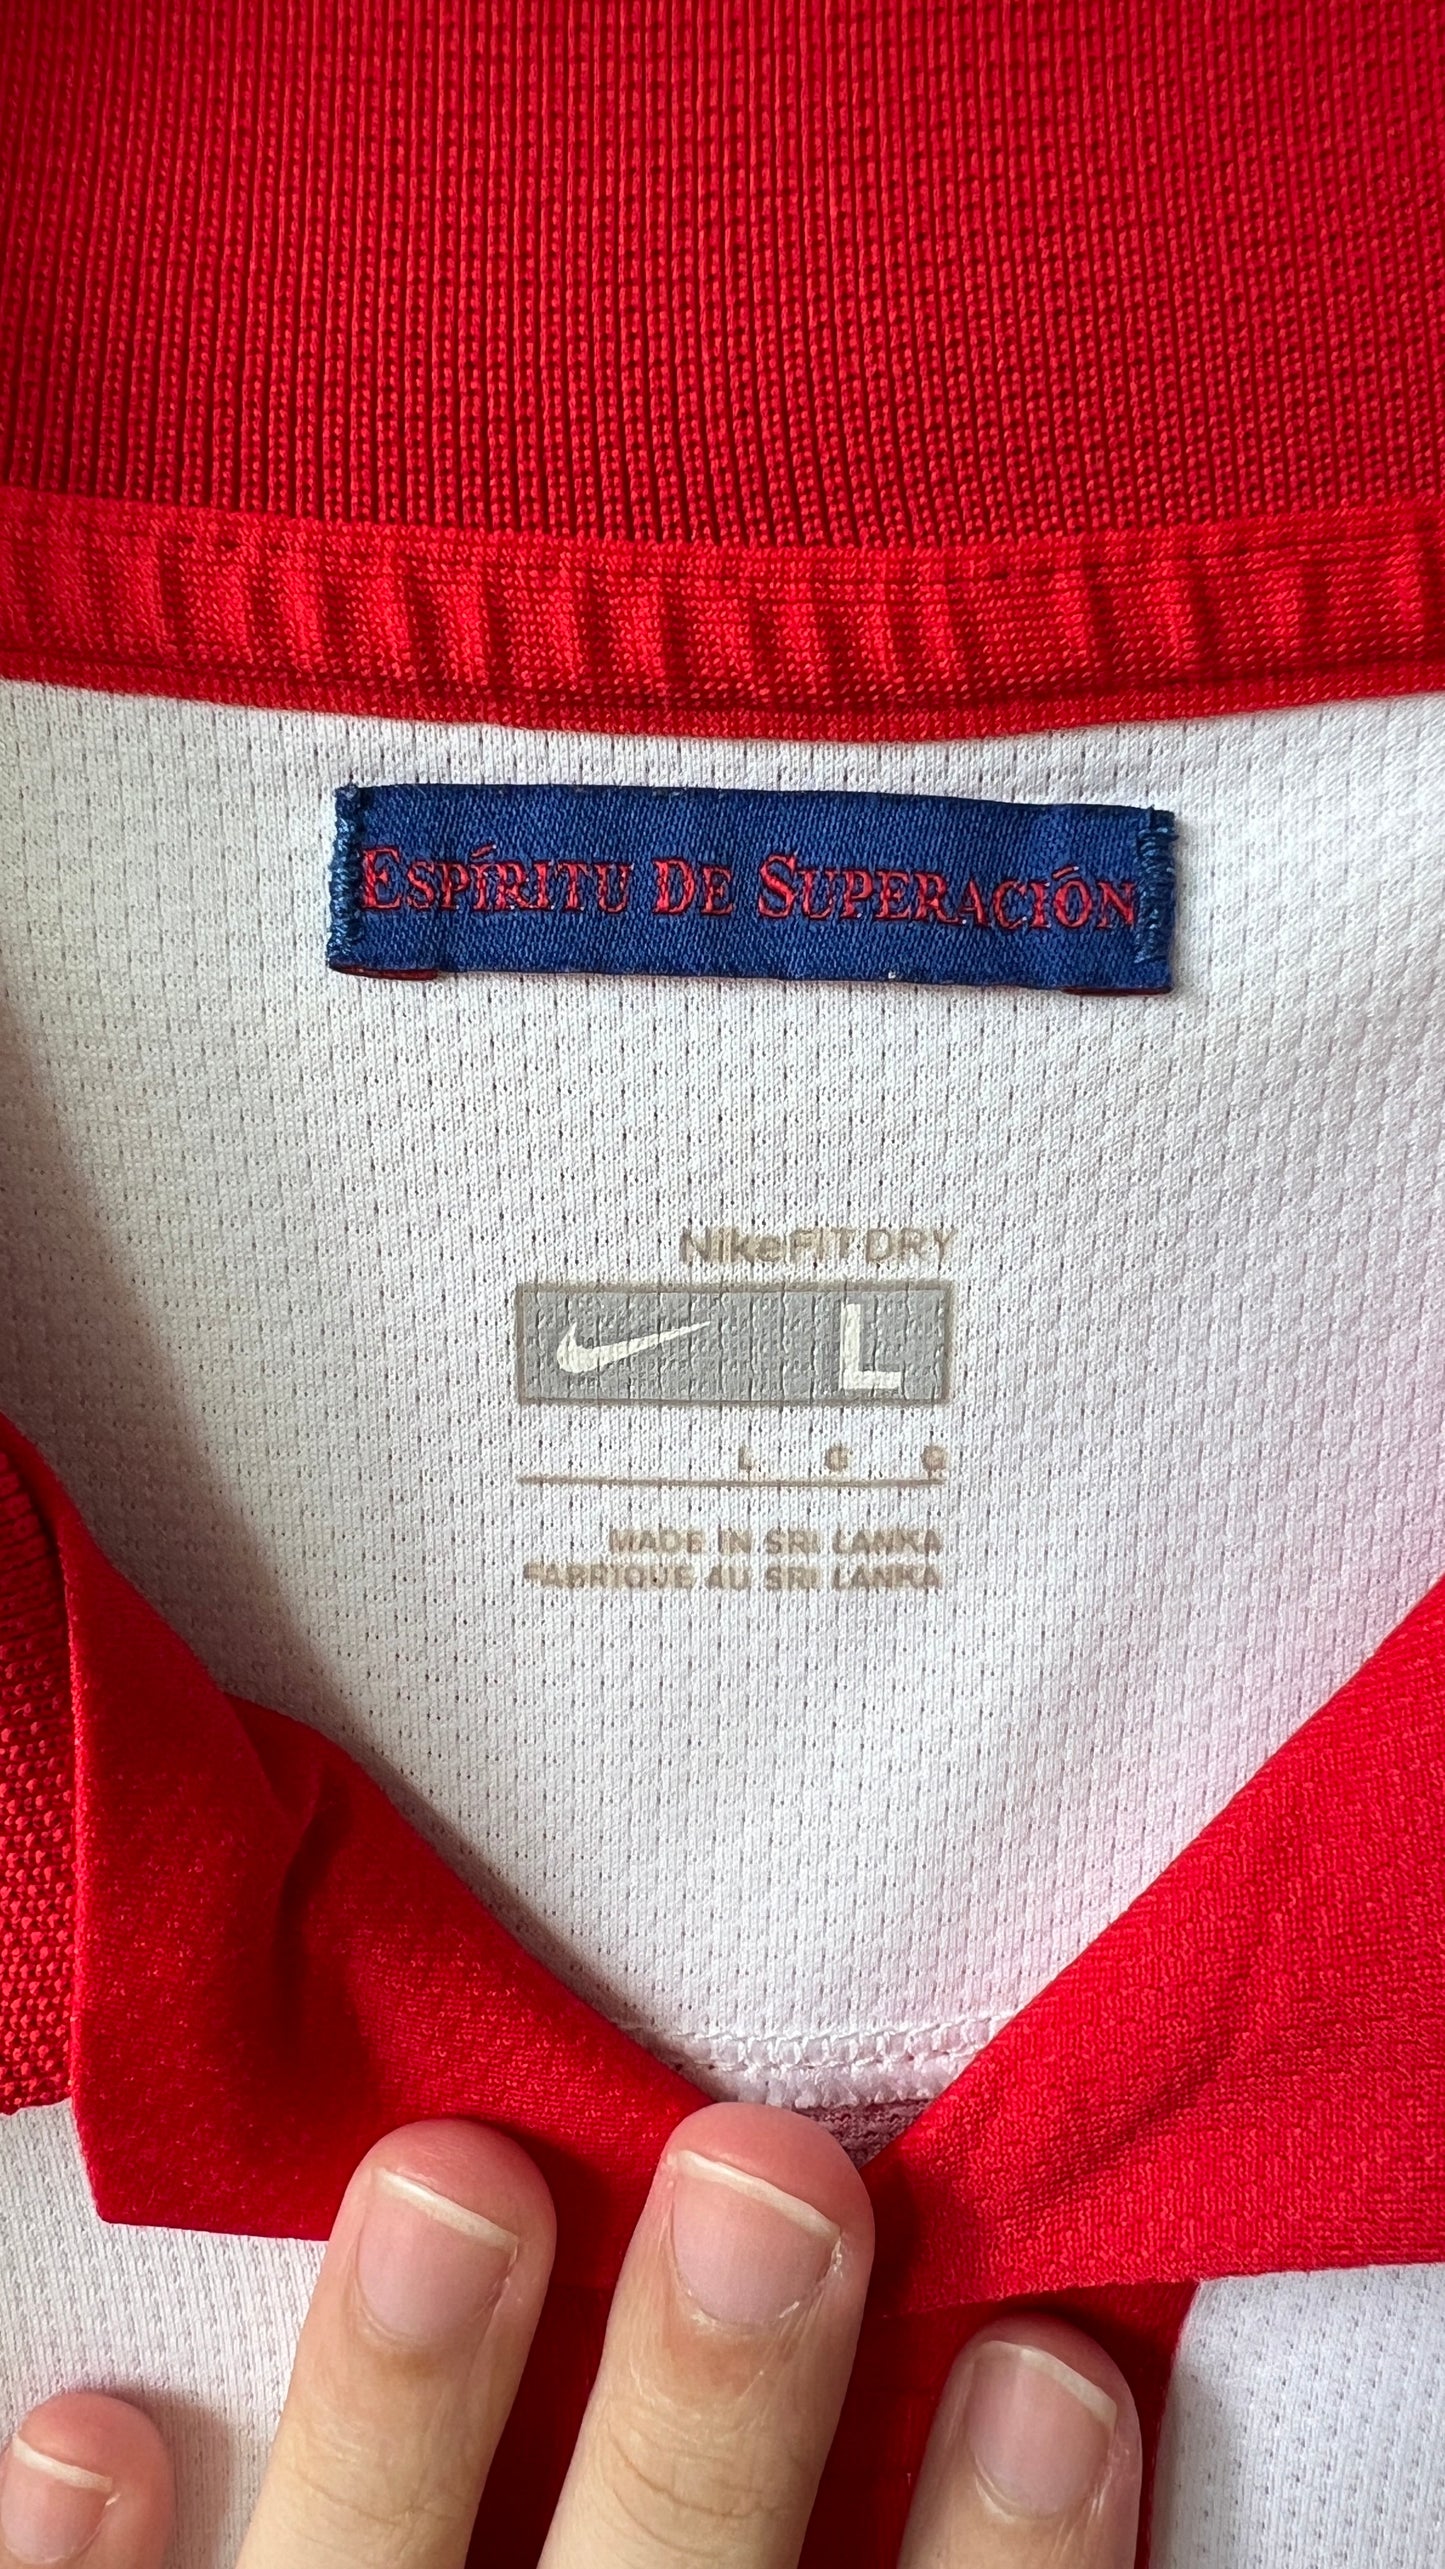 ESPÍRITU DE SUPERACIÓN
NikeFIT DRY
L
L G G
MADE IN SRI LANKA
FABRIQUE AU SRI LANKA